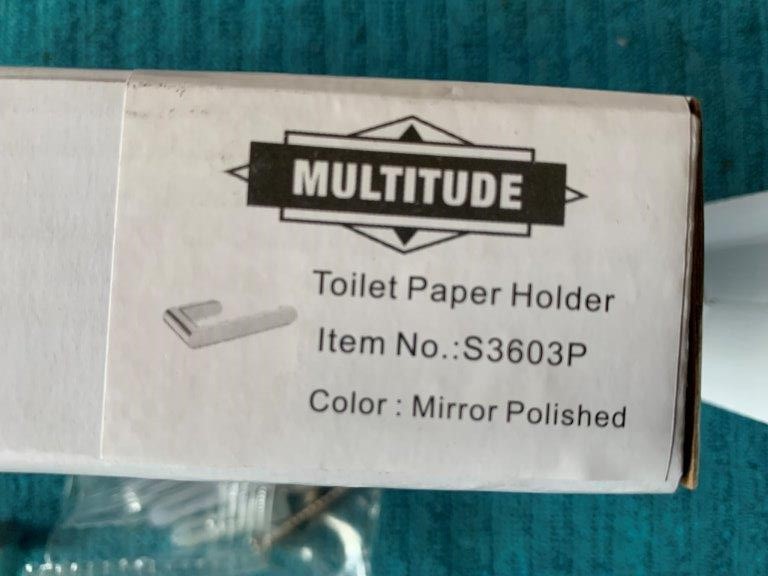 MULTITUDE
Toilet Paper Holder
Item No.:S3603P
Color : Mirror Polished